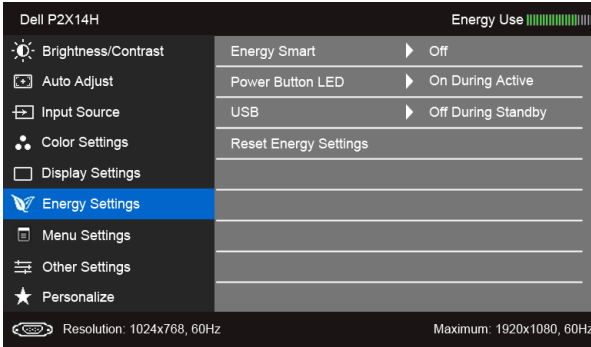 Dell P2X14H Energy Use
Brightness/Contrast Energy Smart Off
Auto Adjust Power Button LED On During Active
Input Source USB Off During Standby
Color Settings Reset Energy Settings
Display Settings
Energy Settings
Menu Settings
Other Settings
Personalize
Resolution: 1024x768, 60Hz Maximum: 1920x1080, 60Hz